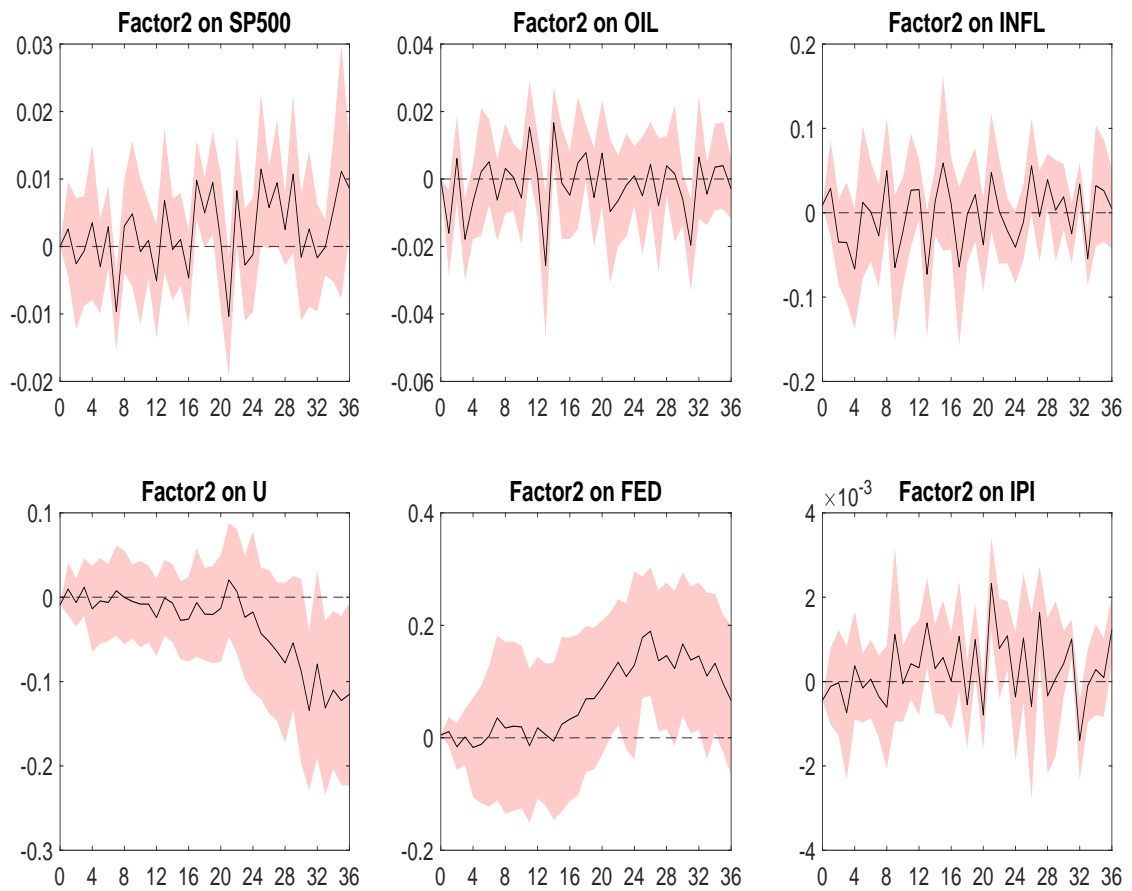 Factor2 on SP500
0.03
0.02
0.01
0
-0.01
-0.02
0 4 8 12 16 20 24 28 32 36
Factor2 on OIL
0.04
0.02
0
-0.02
-0.04
-0.06
0 4 8 12 16 20 24 28 32 36
Factor2 on INFL
0.2
0.1
0
-0.1
-0.2
0 4 8 12 16 20 24 28 32 36
Factor2 on U
0.1
0
-0.1
-0.2
-0.3
0 4 8 12 16 20 24 28 32 36
Factor2 on FED
0.4
0.2
0
-0.2
0 4 8 12 16 20 24 28 32 36
Factor2 on IPI
×10⁻³
4
2
0
-2
-4
0 4 8 12 16 20 24 28 32 36